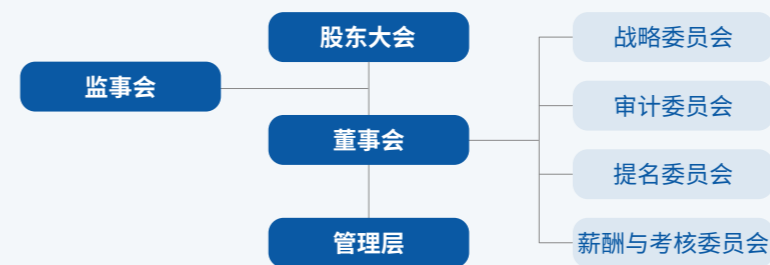 股东大会
监事会
董事会
管理层
战略委员会
审计委员会
提名委员会
薪酬与考核委员会